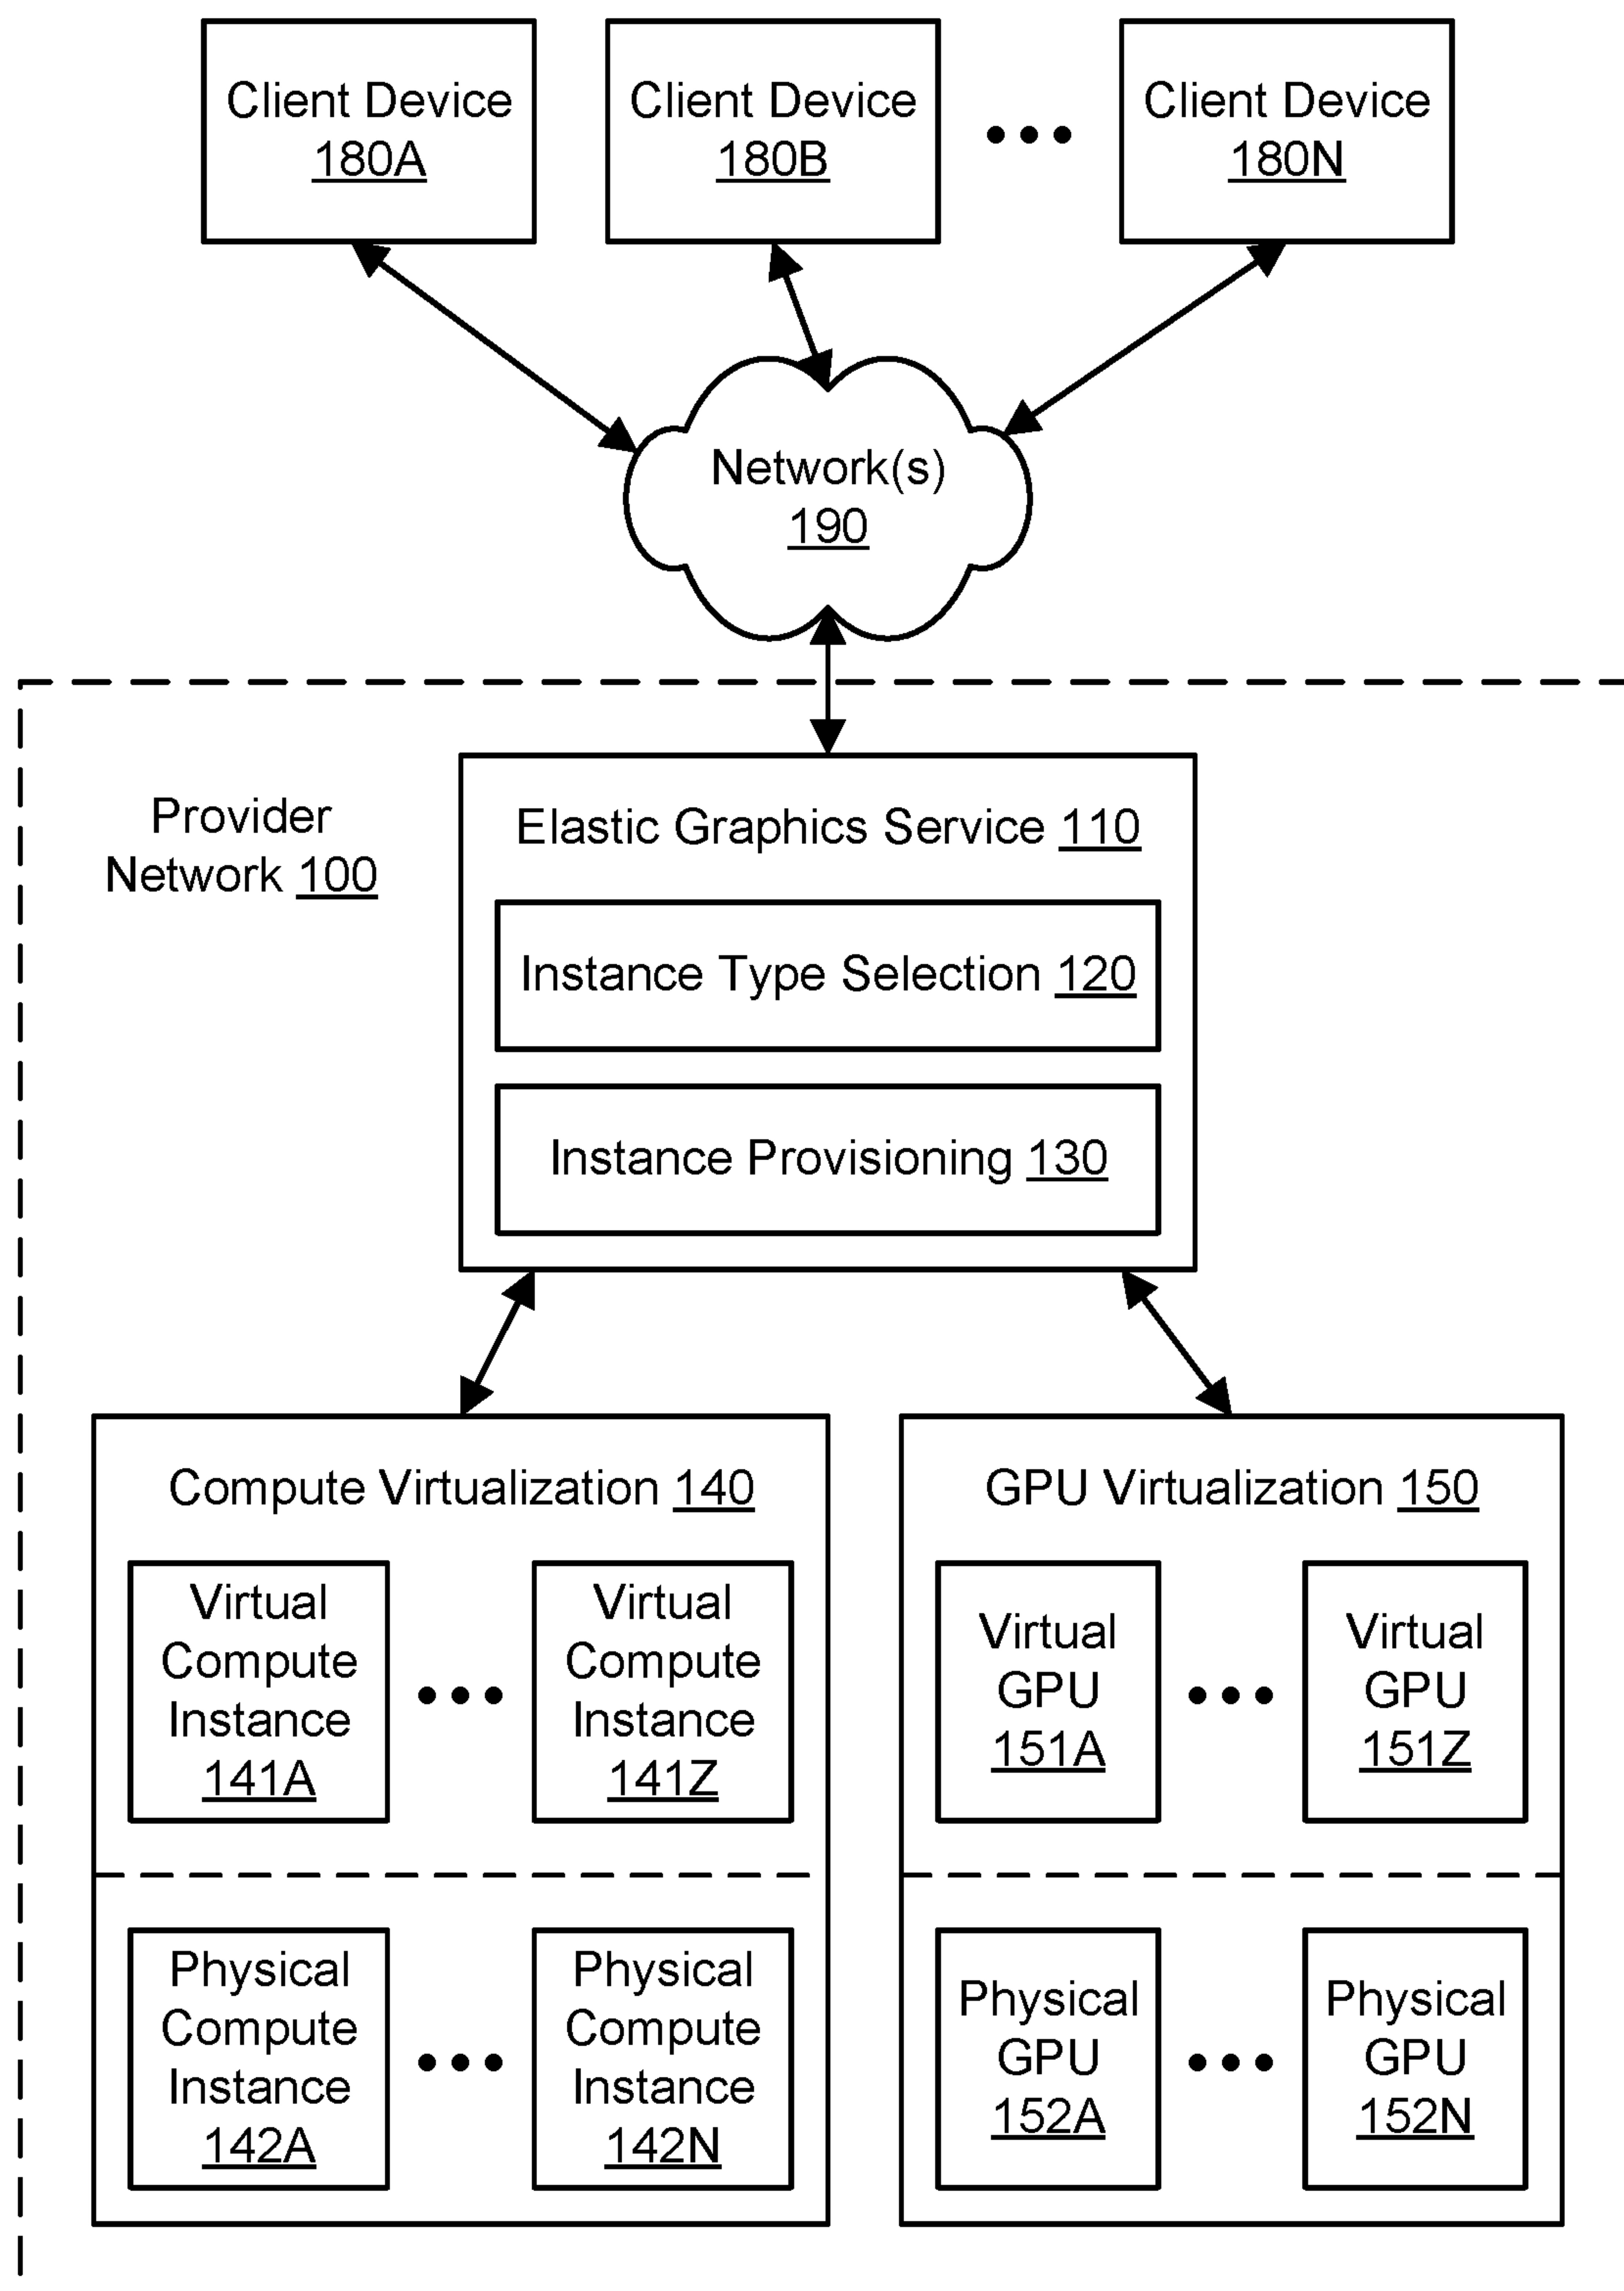 Client Device
180A
Client Device
180B
Client Device
180N
Network(s)
190
Provider
Network 100
Elastic Graphics Service 110
Instance Type Selection 120
Instance Provisioning 130
Compute Virtualization 140
Virtual
Compute
Instance
141A
Virtual
Compute
Instance
141Z
Physical
Compute
Instance
142A
Physical
Compute
Instance
142N
GPU Virtualization 150
Virtual
GPU
151A
Virtual
GPU
151Z
Physical
GPU
152A
Physical
GPU
152N